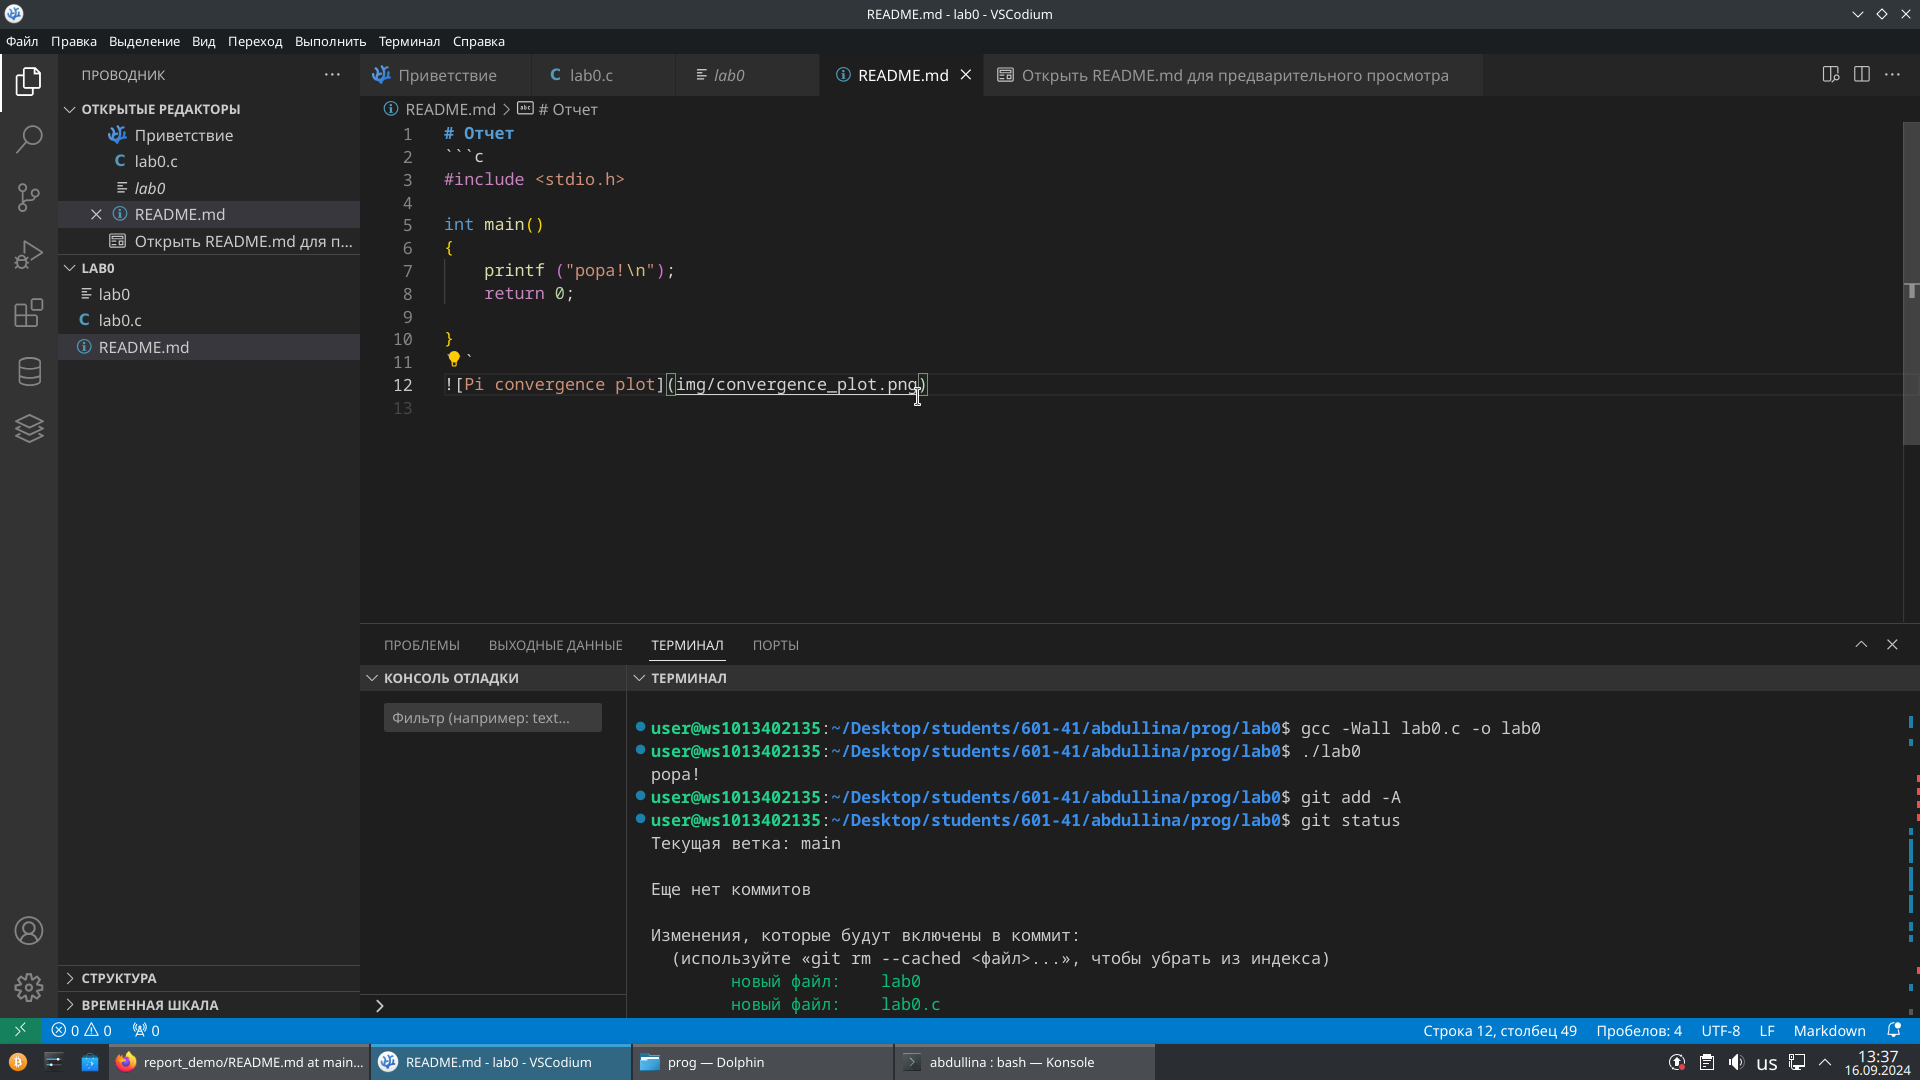 README.md - lab0 - VSCodium
Файл Правка Выделение Вид Переход Выполнить Терминал Справка
ПРОВОДНИК
ОТКРЫТЫЕ РЕДАКТОРЫ
Приветствие
C lab0.c
lab0
README.md
Открыть README.md для п...
LAB0
lab0
C lab0.c
README.md
СТРУКТУРА
ВРЕМЕННАЯ ШКАЛА
Приветствие
C lab0.c
lab0
README.md
Открыть README.md для предварительного просмотра
README.md > # Отчет
1 # Отчет
2 ```c
3 #include <stdio.h>
4
5 int main()
6 {
7 printf ("popa!\n");
8 return 0;
9
10 }
11 `
12 ![Pi convergence plot](img/convergence_plot.png)
13
ПРОБЛЕМЫ ВЫХОДНЫЕ ДАННЫЕ ТЕРМИНАЛ ПОРТЫ
КОНСОЛЬ ОТЛАДКИ
Фильтр (например: text...
ТЕРМИНАЛ
user@ws1013402135:~/Desktop/students/601-41/abdullina/prog/lab0$ gcc -Wall lab0.c -o lab0
user@ws1013402135:~/Desktop/students/601-41/abdullina/prog/lab0$ ./lab0
popa!
user@ws1013402135:~/Desktop/students/601-41/abdullina/prog/lab0$ git add -A
user@ws1013402135:~/Desktop/students/601-41/abdullina/prog/lab0$ git status
Текущая ветка: main
Еще нет коммитов
Изменения, которые будут включены в коммит:
(используйте «git rm --cached <файл>...», чтобы убрать из индекса)
новый файл: lab0
новый файл: lab0.c
0 0 0
Строка 12, столбец 49 Пробелов: 4 UTF-8 LF Markdown
report_demo/README.md at main...
README.md - lab0 - VSCodium
prog — Dolphin
abdullina : bash — Konsole
us
13:37
16.09.2024